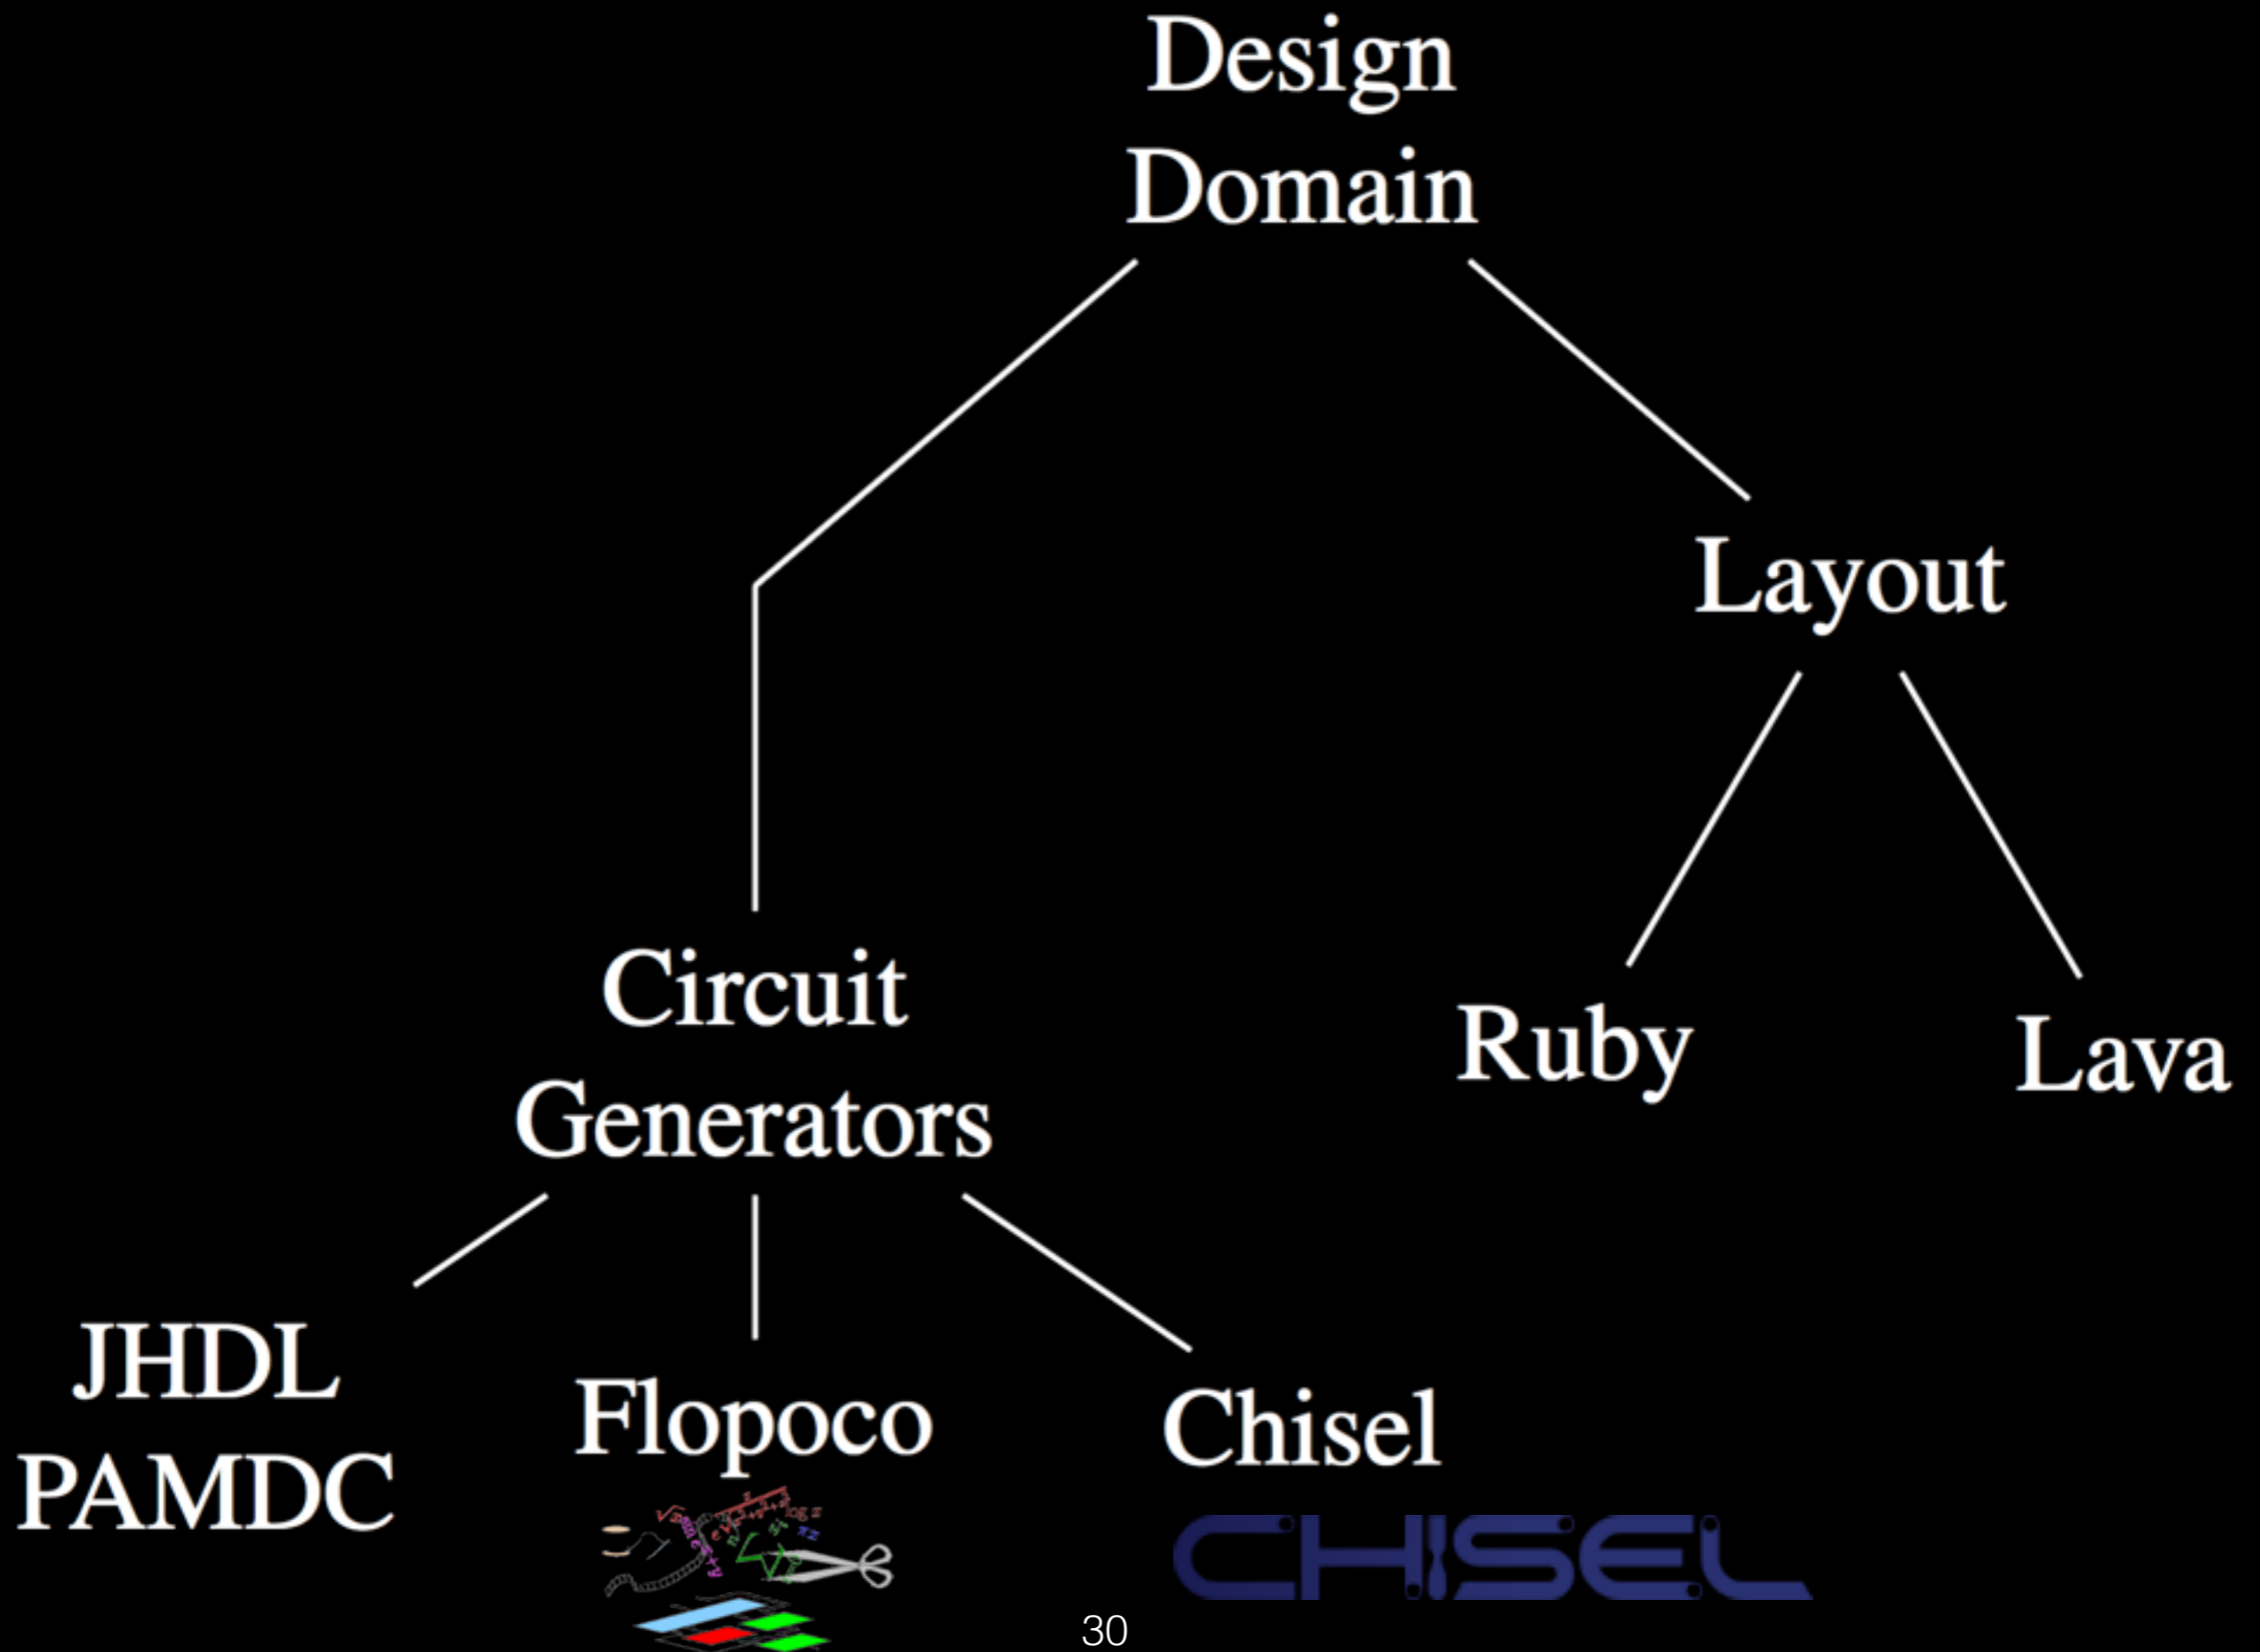 Design
Domain
Layout
Circuit
Generators
Ruby
Lava
JHDL
PAMDC
Flopoco
Chisel
CHISEL
30